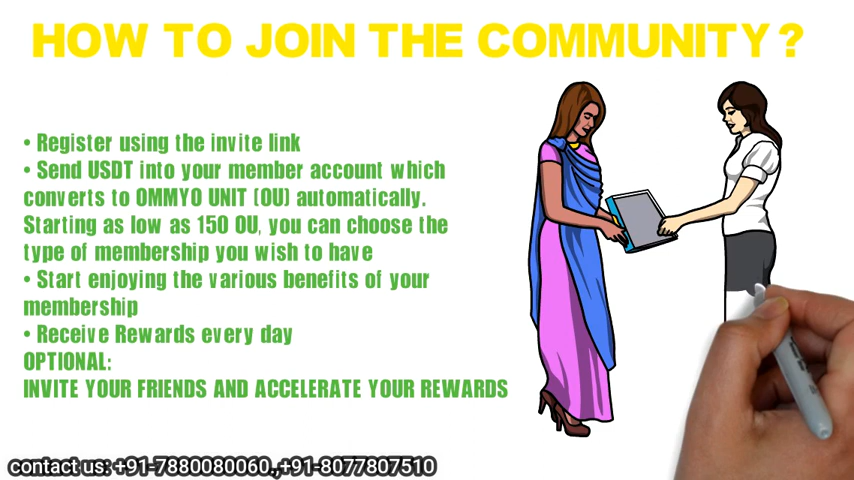 HOW TO JOIN THE COMMUNITY?
• Register using the invite link
• Send USDT into your member account which
converts to OMMYO UNIT (OU) automatically.
Starting as low as 150 OU, you can choose the
type of membership you wish to have
• Start enjoying the various benefits of your
membership
• Receive Rewards every day
OPTIONAL:
INVITE YOUR FRIENDS AND ACCELERATE YOUR REWARDS
contact us: +91-7880080060.,+91-8077807510